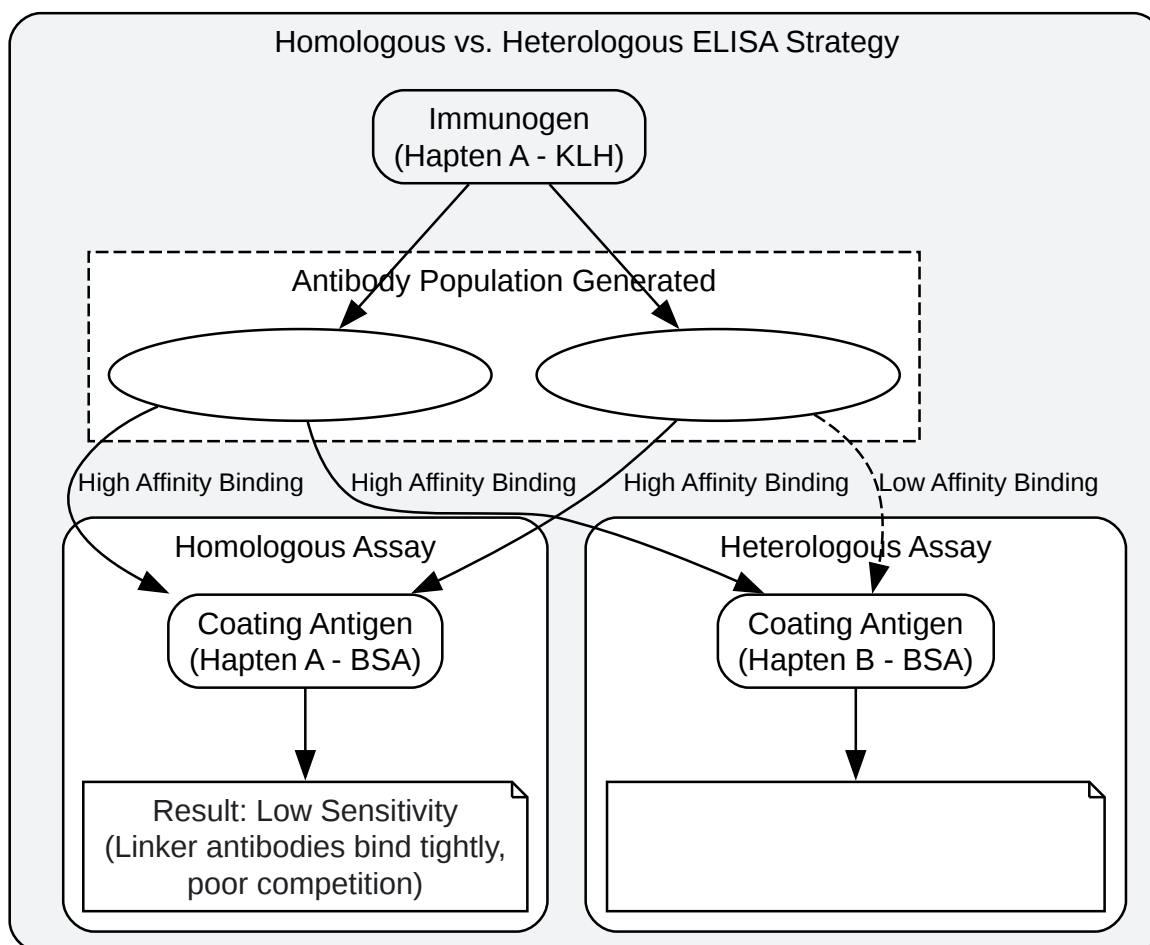 Homologous vs. Heterologous ELISA Strategy
Immunogen
(Hapten A - KLH)
Antibody Population Generated
High Affinity Binding
High Affinity Binding
High Affinity Binding
Low Affinity Binding
Homologous Assay
Coating Antigen
(Hapten A - BSA)
Result: Low Sensitivity
(Linker antibodies bind tightly,
poor competition)
Heterologous Assay
Coating Antigen
(Hapten B - BSA)